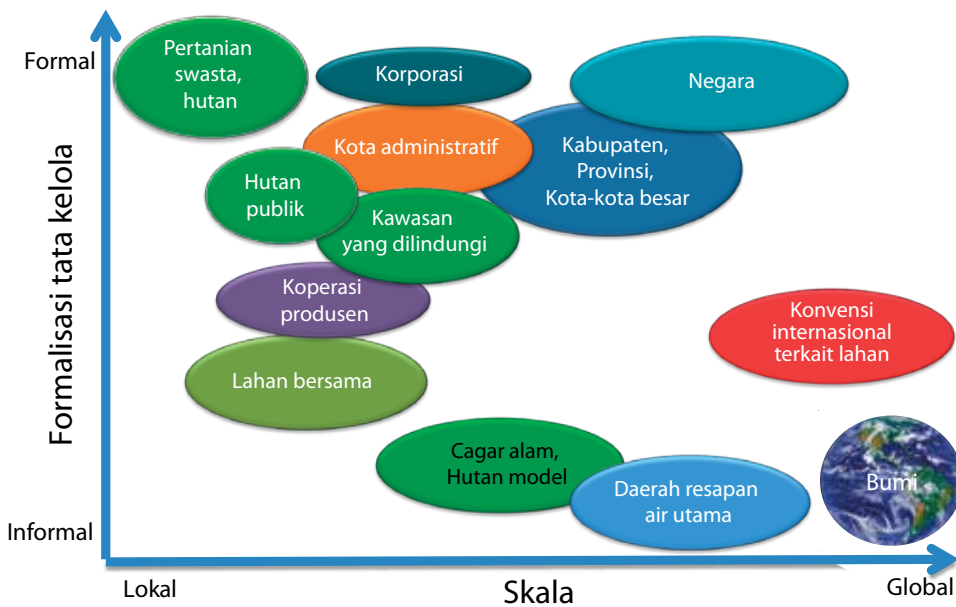 Formal
Formalisasi tata kelola
Informal
Pertanian
swasta,
hutan
Korporasi
Negara
Kota administratif
Kabupaten,
Provinsi,
Kota-kota besar
Hutan
publik
Kawasan
yang dilindungi
Koperasi
produsen
Konvensi
internasional
terkait lahan
Lahan bersama
Cagar alam,
Hutan model
Daerah resapan
air utama
Bumi
Lokal
Skala
Global